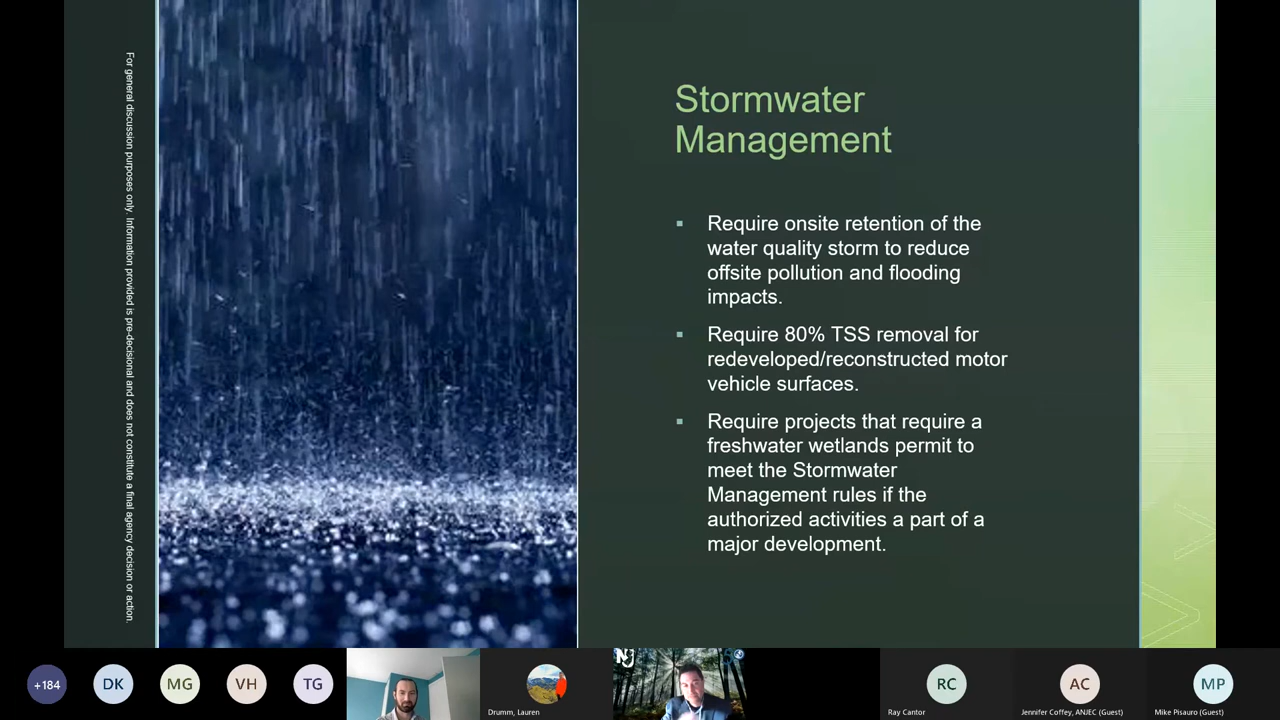 For general discussion purposes only. Information provided is pre-decisional and does not constitute a final agency decision or action.
Stormwater
Management
Require onsite retention of the
water quality storm to reduce
offsite pollution and flooding
impacts.
Require 80% TSS removal for
redeveloped/reconstructed motor
vehicle surfaces.
Require projects that require a
freshwater wetlands permit to
meet the Stormwater
Management rules if the
authorized activities a part of a
major development.
+184
DK
MG
VH
TG
Drumm, Lauren
NJ
RC
Ray Cantor
AC
Jennifer Coffey, ANJEC (Guest)
MP
Mike Pisauro (Guest)